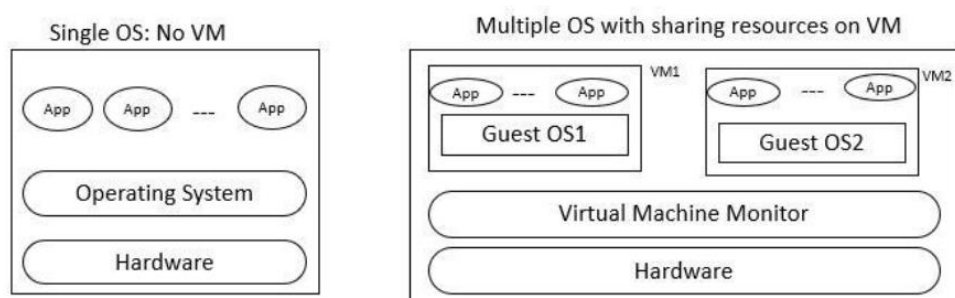 Single OS: No VM
App App --- App
Operating System
Hardware
Multiple OS with sharing resources on VM
VM1
App --- App
Guest OS1
VM2
App --- App
Guest OS2
Virtual Machine Monitor
Hardware